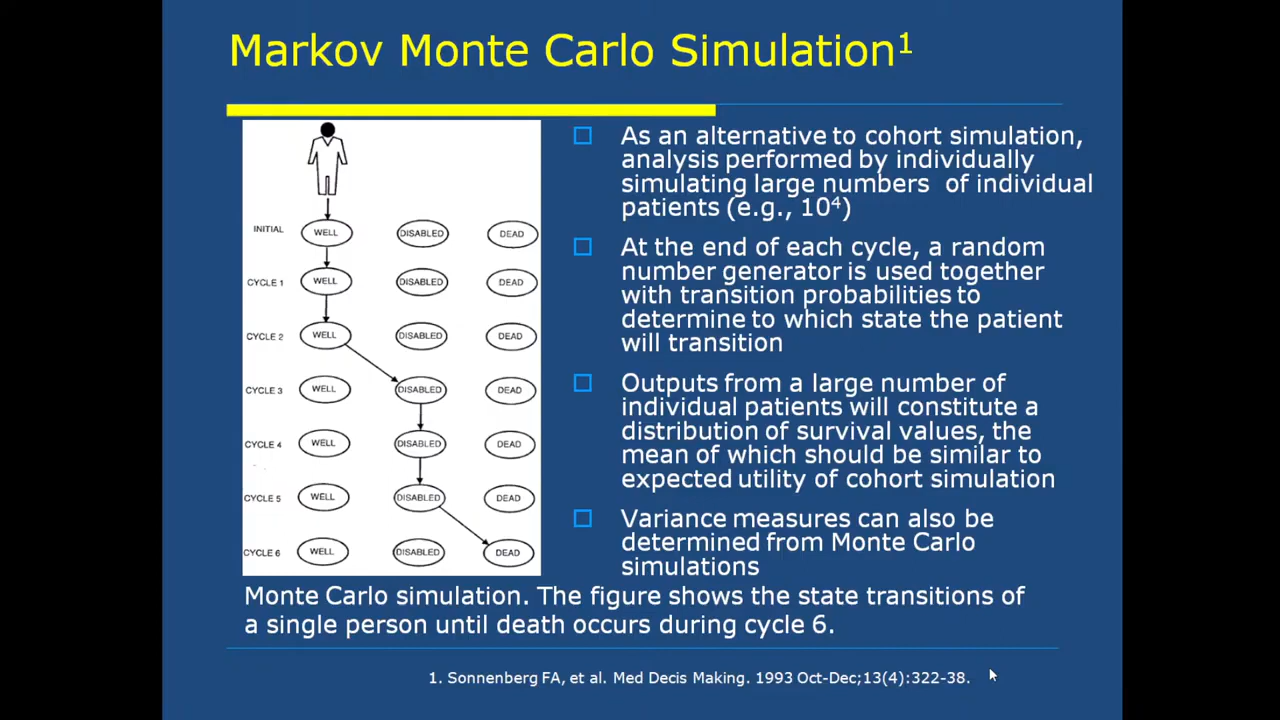 Markov Monte Carlo Simulation¹
INITIAL WELL DISABLED DEAD
CYCLE 1 WELL DISABLED DEAD
CYCLE 2 WELL DISABLED DEAD
CYCLE 3 WELL DISABLED DEAD
CYCLE 4 WELL DISABLED DEAD
CYCLE 5 WELL DISABLED DEAD
CYCLE 6 WELL DISABLED DEAD
As an alternative to cohort simulation,
analysis performed by individually
simulating large numbers of individual
patients (e.g., 10⁴)
At the end of each cycle, a random
number generator is used together
with transition probabilities to
determine to which state the patient
will transition
Outputs from a large number of
individual patients will constitute a
distribution of survival values, the
mean of which should be similar to
expected utility of cohort simulation
Variance measures can also be
determined from Monte Carlo
simulations
Monte Carlo simulation. The figure shows the state transitions of
a single person until death occurs during cycle 6.
1. Sonnenberg FA, et al. Med Decis Making. 1993 Oct-Dec;13(4):322-38.